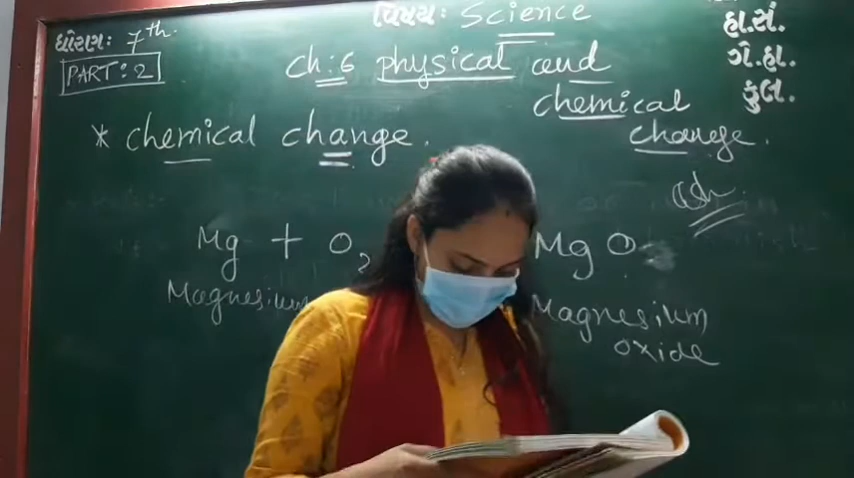 ધોરણ: 7th.
વિષય: Science
હા.સં.
PART: 2
Ch:6 physical and
ગે.હા.
chemical
કુલ.
* chemical change.
change.
ash
Mg + O2
MgO
Magnesium
Magnesium
oxide